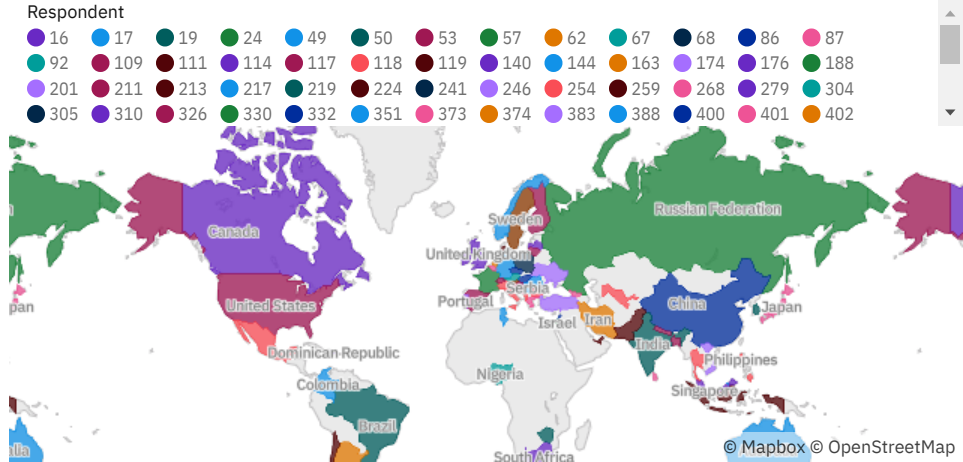 Respondent
16 17 19 24 49 50 53 57 62 67 68 86 87
92 109 111 114 117 118 119 140 144 163 174 176 188
201 211 213 217 219 224 241 246 254 259 268 279 304
305 310 326 330 332 351 373 374 383 388 400 401 402
Sweden
Russian Federation
Canada
United Kingdom
Serbia
Portugal
United States
China
Japan
pan
Israel
Iran
India
Dominican Republic
Philippines
Nigeria
Colombia
Singapore
Brazil
alia
South Africa
© Mapbox © OpenStreetMap